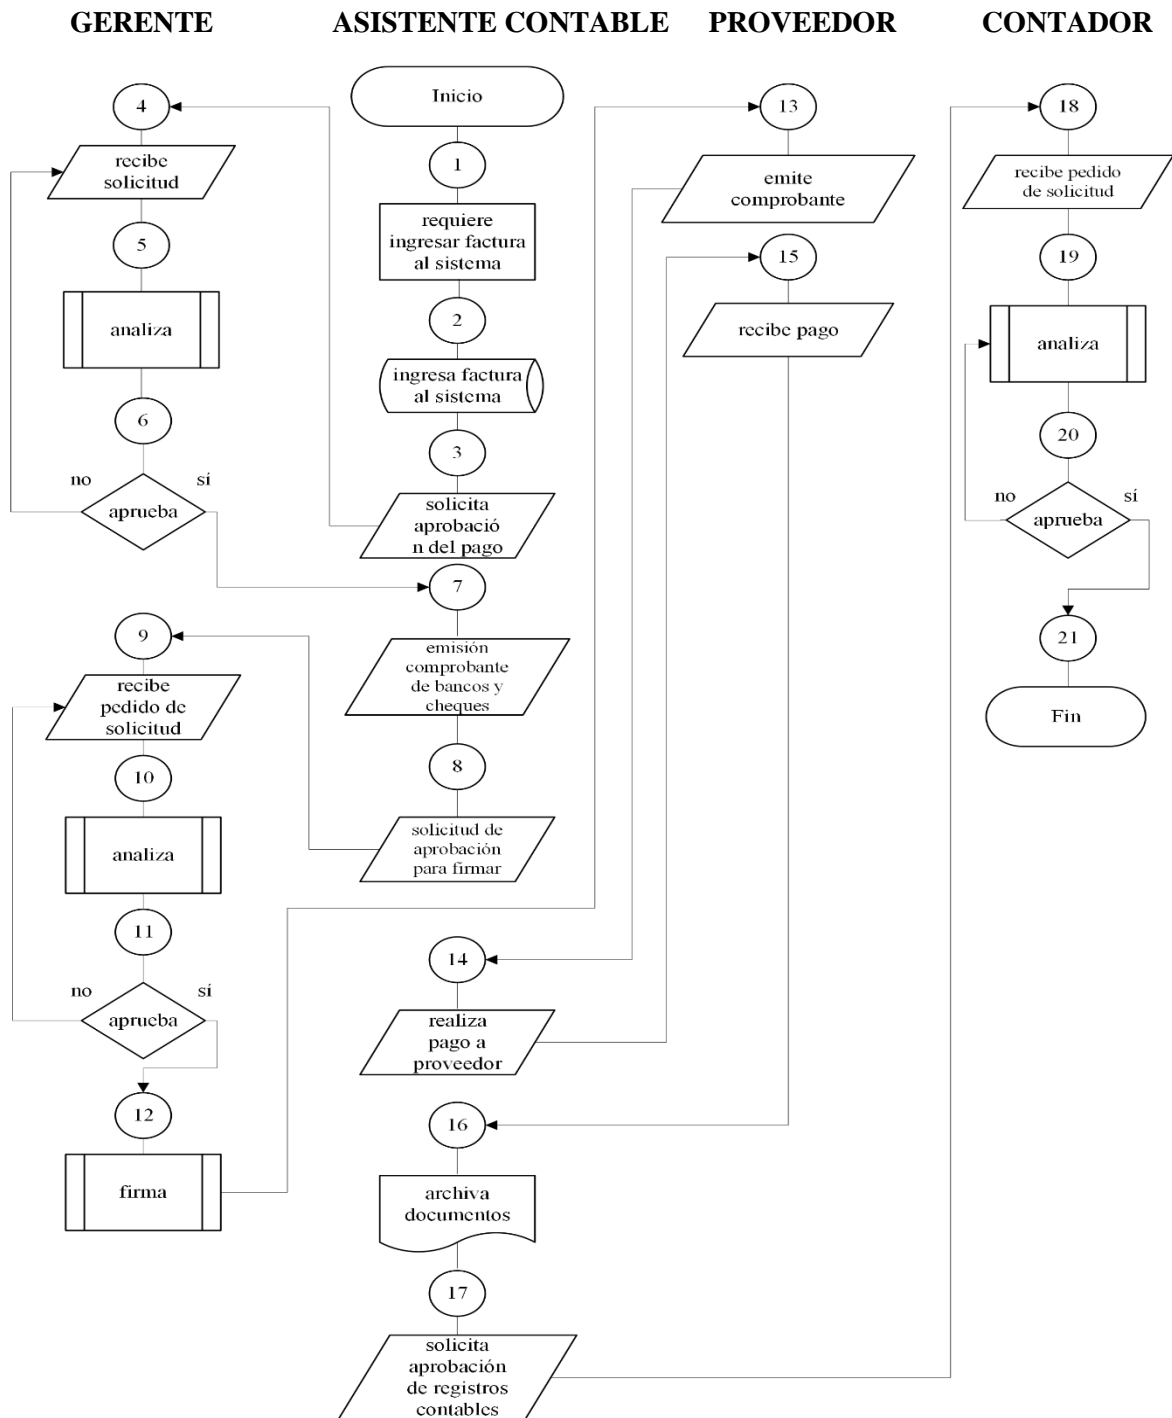 GERENTE
ASISTENTE CONTABLE
PROVEEDOR
CONTADOR
4
recibe
solicitud
5
analiza
6
no
sí
aprueba
9
recibe
pedido de
solicitud
10
analiza
11
no
sí
aprueba
12
firma
Inicio
1
requiere
ingresar factura
al sistema
2
ingresa factura
al sistema
3
solicita
aprobació
n del pago
7
emisión
comprobante
de bancos y
cheques
8
solicitud de
aprobación
para firmar
14
realiza
pago a
proveedor
16
archiva
documentos
17
solicita
aprobación
de registros
contables
13
emite
comprobante
15
recibe pago
18
recibe pedido
de solicitud
19
analiza
20
no
sí
aprueba
21
Fin